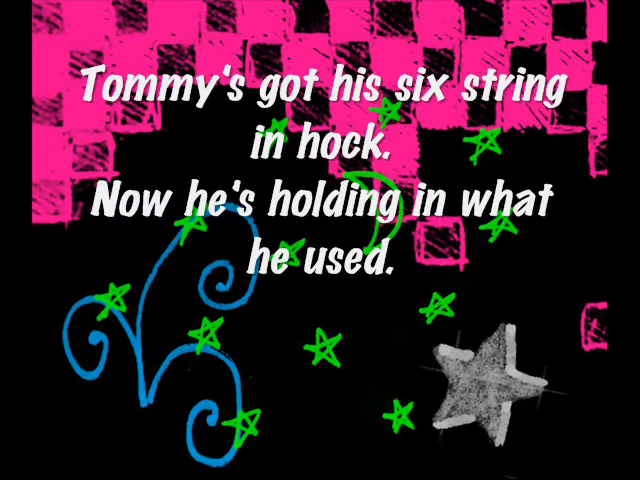 Tommy's got his six string
in hock.
Now he's holding in what
he used.